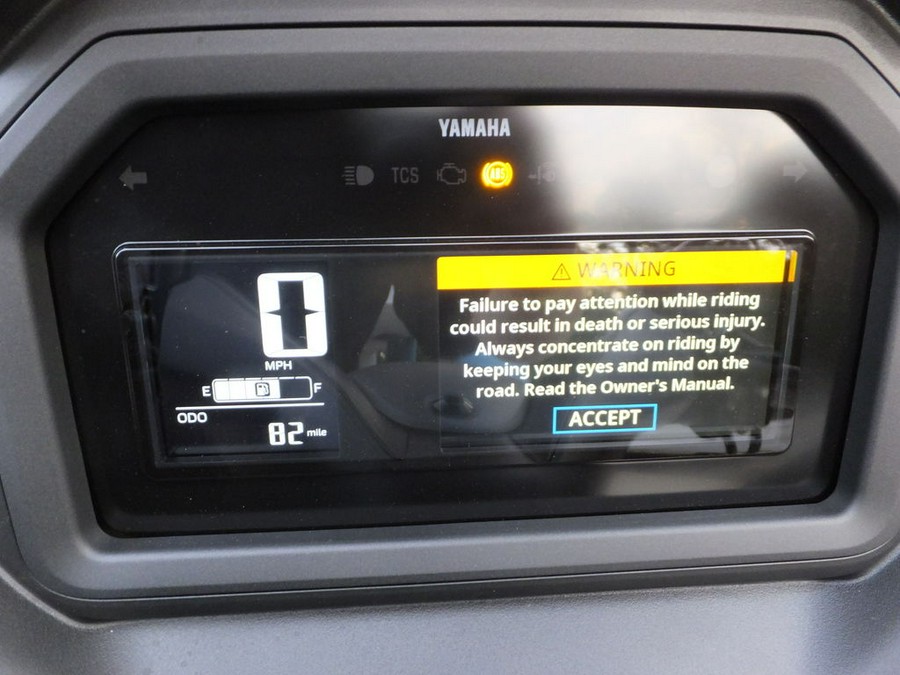 YAMAHA
TCS ABS
WARNING
0
MPH
E F
ODO
82 mile
Failure to pay attention while riding
could result in death or serious injury.
Always concentrate on riding by
keeping your eyes and mind on the
road. Read the Owner's Manual.
ACCEPT